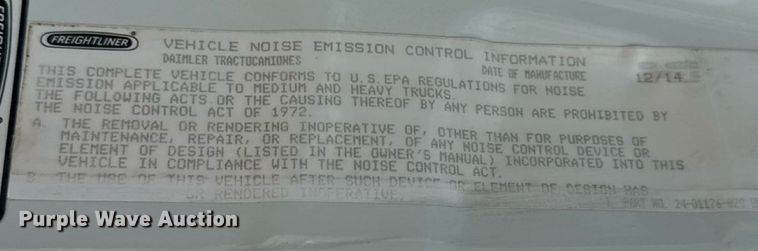 FREIGHTLINER
VEHICLE NOISE EMISSION CONTROL INFORMATION
DAIMLER TRACTOCAMIONES
DATE OF MANUFACTURE 12/14
THIS COMPLETE VEHICLE CONFORMS TO U.S.EPA REGULATIONS FOR NOISE
EMISSION APPLICABLE TO MEDIUM AND HEAVY TRUCKS.
THE FOLLOWING ACTS OR THE CAUSING THEREOF BY ANY PERSON ARE PROHIBITED BY
THE NOISE CONTROL ACT OF 1972.
A. THE REMOVAL OR RENDERING INOPERATIVE OF, OTHER THAN FOR PURPOSES OF
MAINTENANCE, REPAIR, OR REPLACEMENT, OF ANY NOISE CONTROL DEVICE OR
ELEMENT OF DESIGN (LISTED IN THE OWNER'S MANUAL) INCORPORATED INTO THIS
VEHICLE IN COMPLIANCE WITH THE NOISE CONTROL ACT.
B. THE USE OF THIS VEHICLE AFTER SUCH DEVICE OR ELEMENT OF DESIGN HAS
OR RENDERED INOPERATIVE.
PART NO. 24-01176-020
Purple Wave Auction